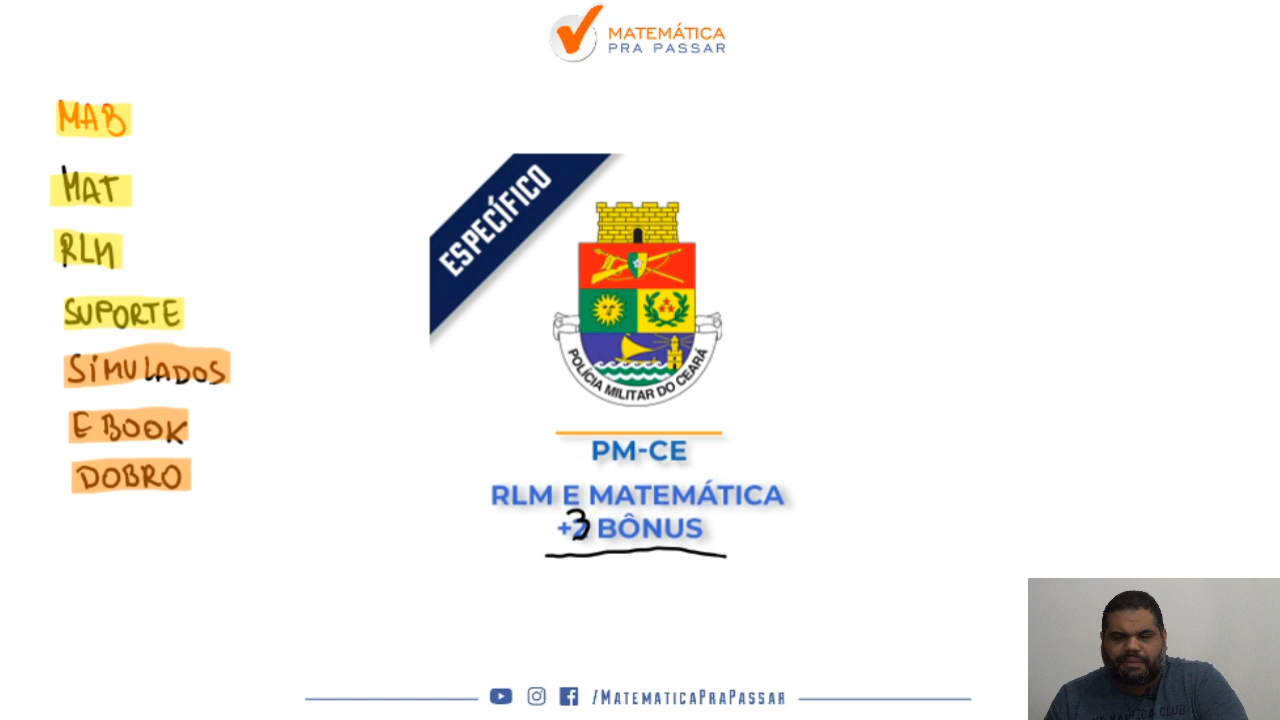 MATEMÁTICA
PRA PASSAR
MAB
MAT
RLM
SUPORTE
SIMULADOS
EBOOK
DOBRO
ESPECÍFICO
POLÍCIA MILITAR DO CEARÁ
PM-CE
RLM E MATEMÁTICA
+3 BÔNUS
/MATEMATICAPRAPASSAR